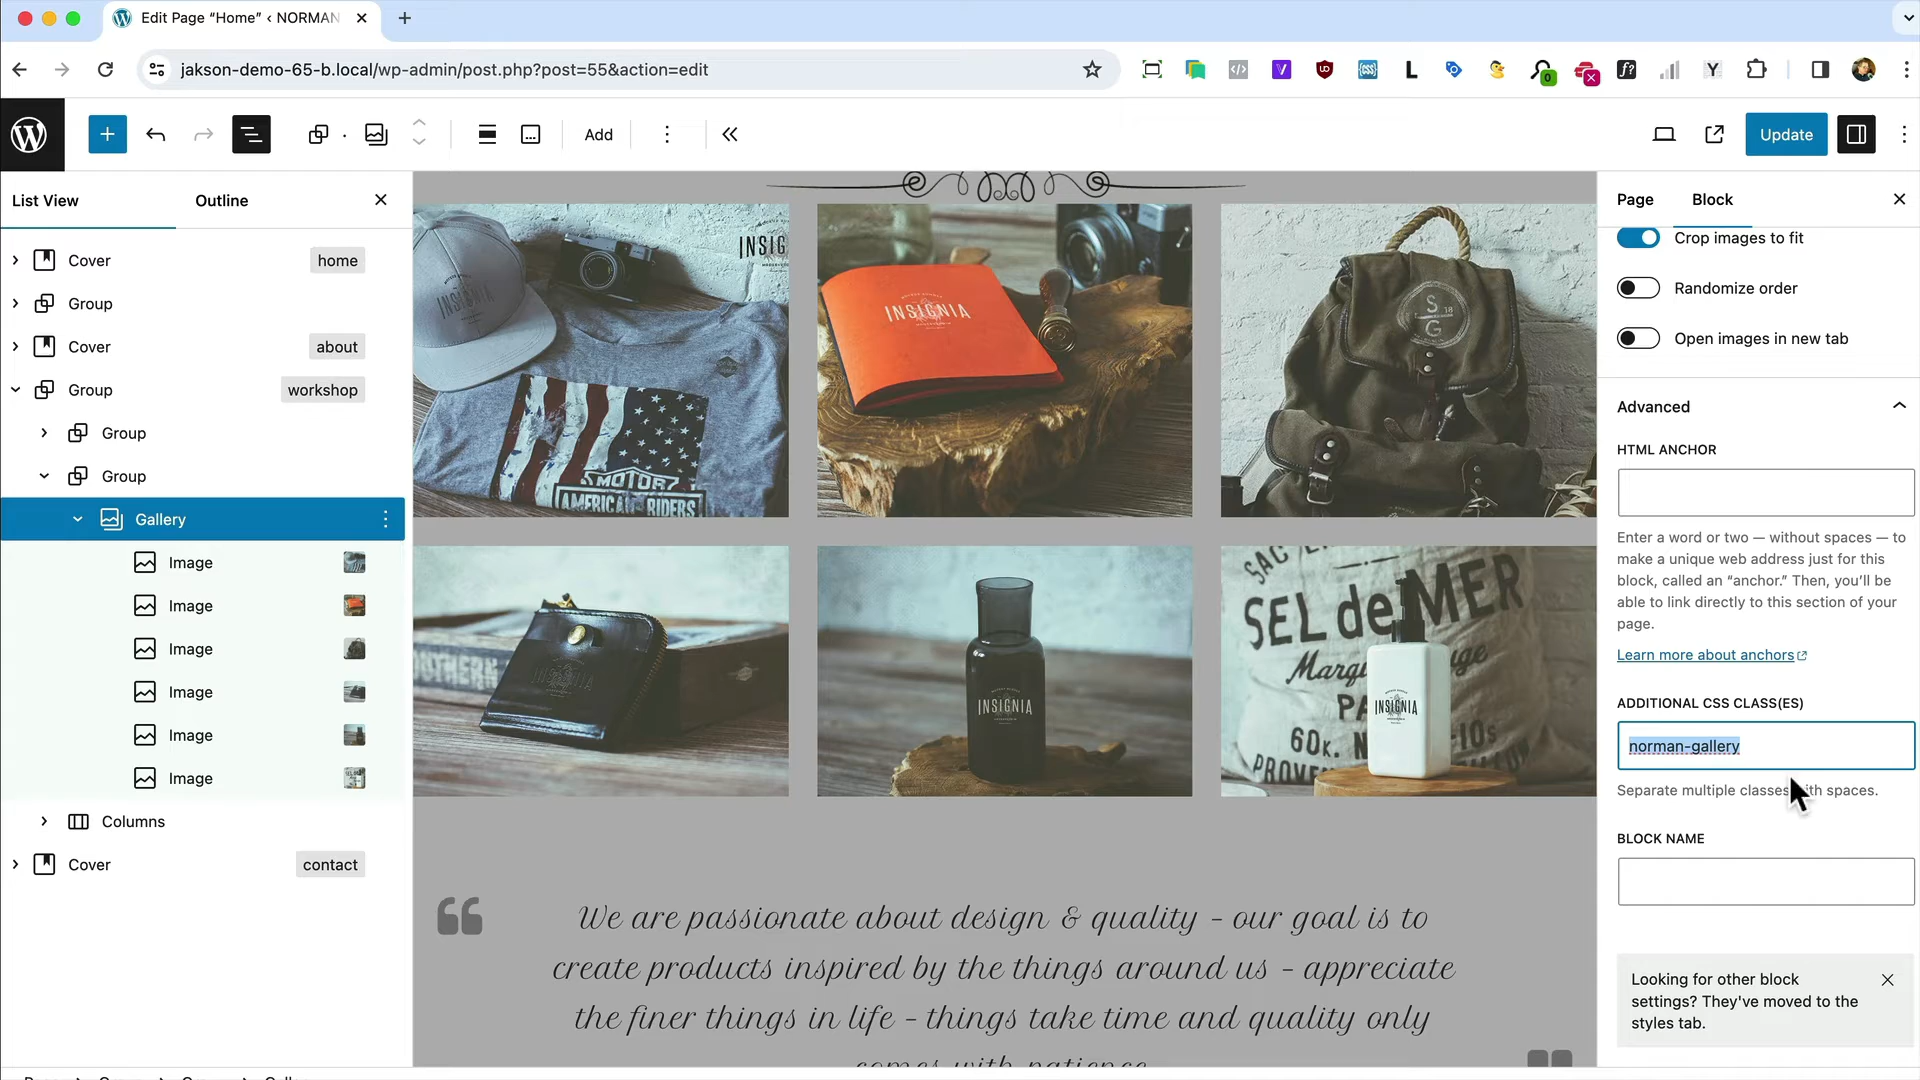 Edit Page “Home” ‹ NORMAN
jakson-demo-65-b.local/wp-admin/post.php?post=55&action=edit
0
Add
Update
List View
Outline
Cover
home
Group
Cover
about
Group
workshop
Group
Group
Gallery
Image
Image
Image
Image
Image
Image
Columns
Cover
contact
INSIG
MOTOR7
AMERICAN RIDERS
INSIGNIA
S 18
G
INSIGNIA
INSIGNIA
SEL de MER
60K.
We are passionate about design & quality - our goal is to
create products inspired by the things around us - appreciate
the finer things in life - things take time and quality only
comes with patience
Page
Block
Crop images to fit
Randomize order
Open images in new tab
Advanced
HTML ANCHOR
Enter a word or two — without spaces — to
make a unique web address just for this
block, called an “anchor.” Then, you’ll be
able to link directly to this section of your
page.
Learn more about anchors
ADDITIONAL CSS CLASS(ES)
norman-gallery
Separate multiple classes with spaces.
BLOCK NAME
Looking for other block
settings? They've moved to the
styles tab.